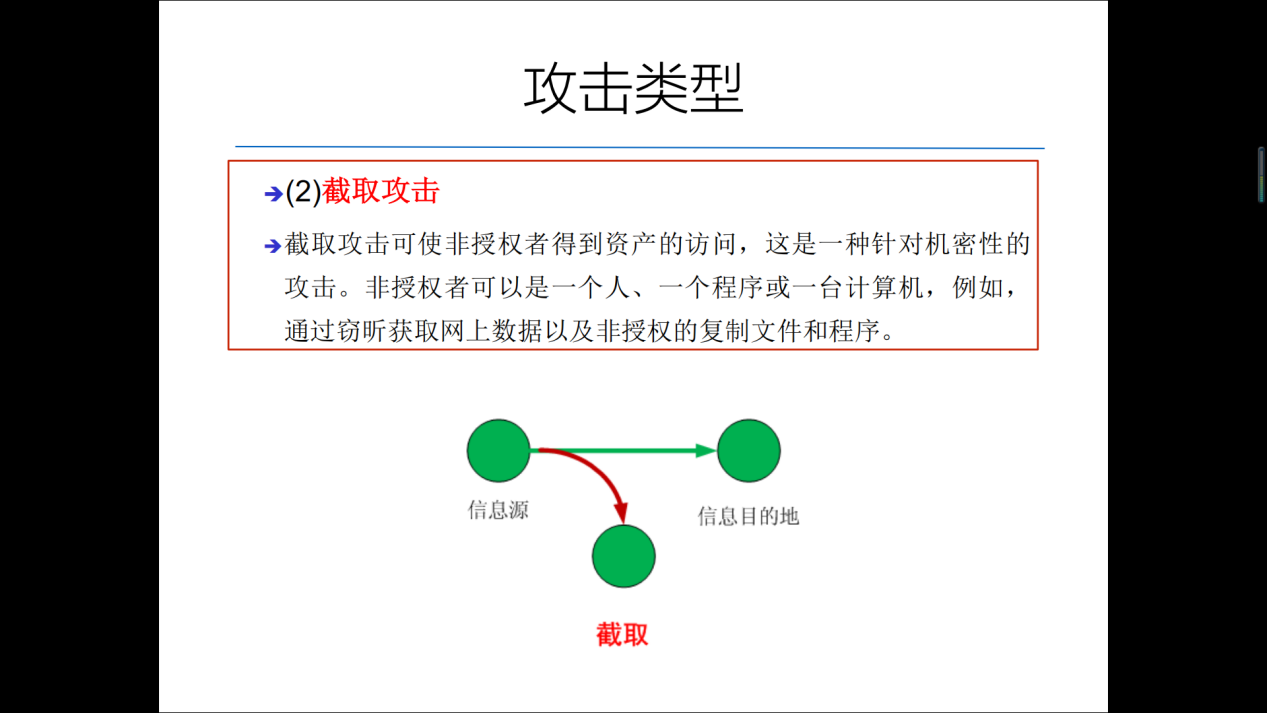 攻击类型
➔(2)截取攻击
➔截取攻击可使非授权者得到资产的访问，这是一种针对机密性的
攻击。非授权者可以是一个人、一个程序或一台计算机，例如，
通过窃听获取网上数据以及非授权的复制文件和程序。
信息源
信息目的地
截取